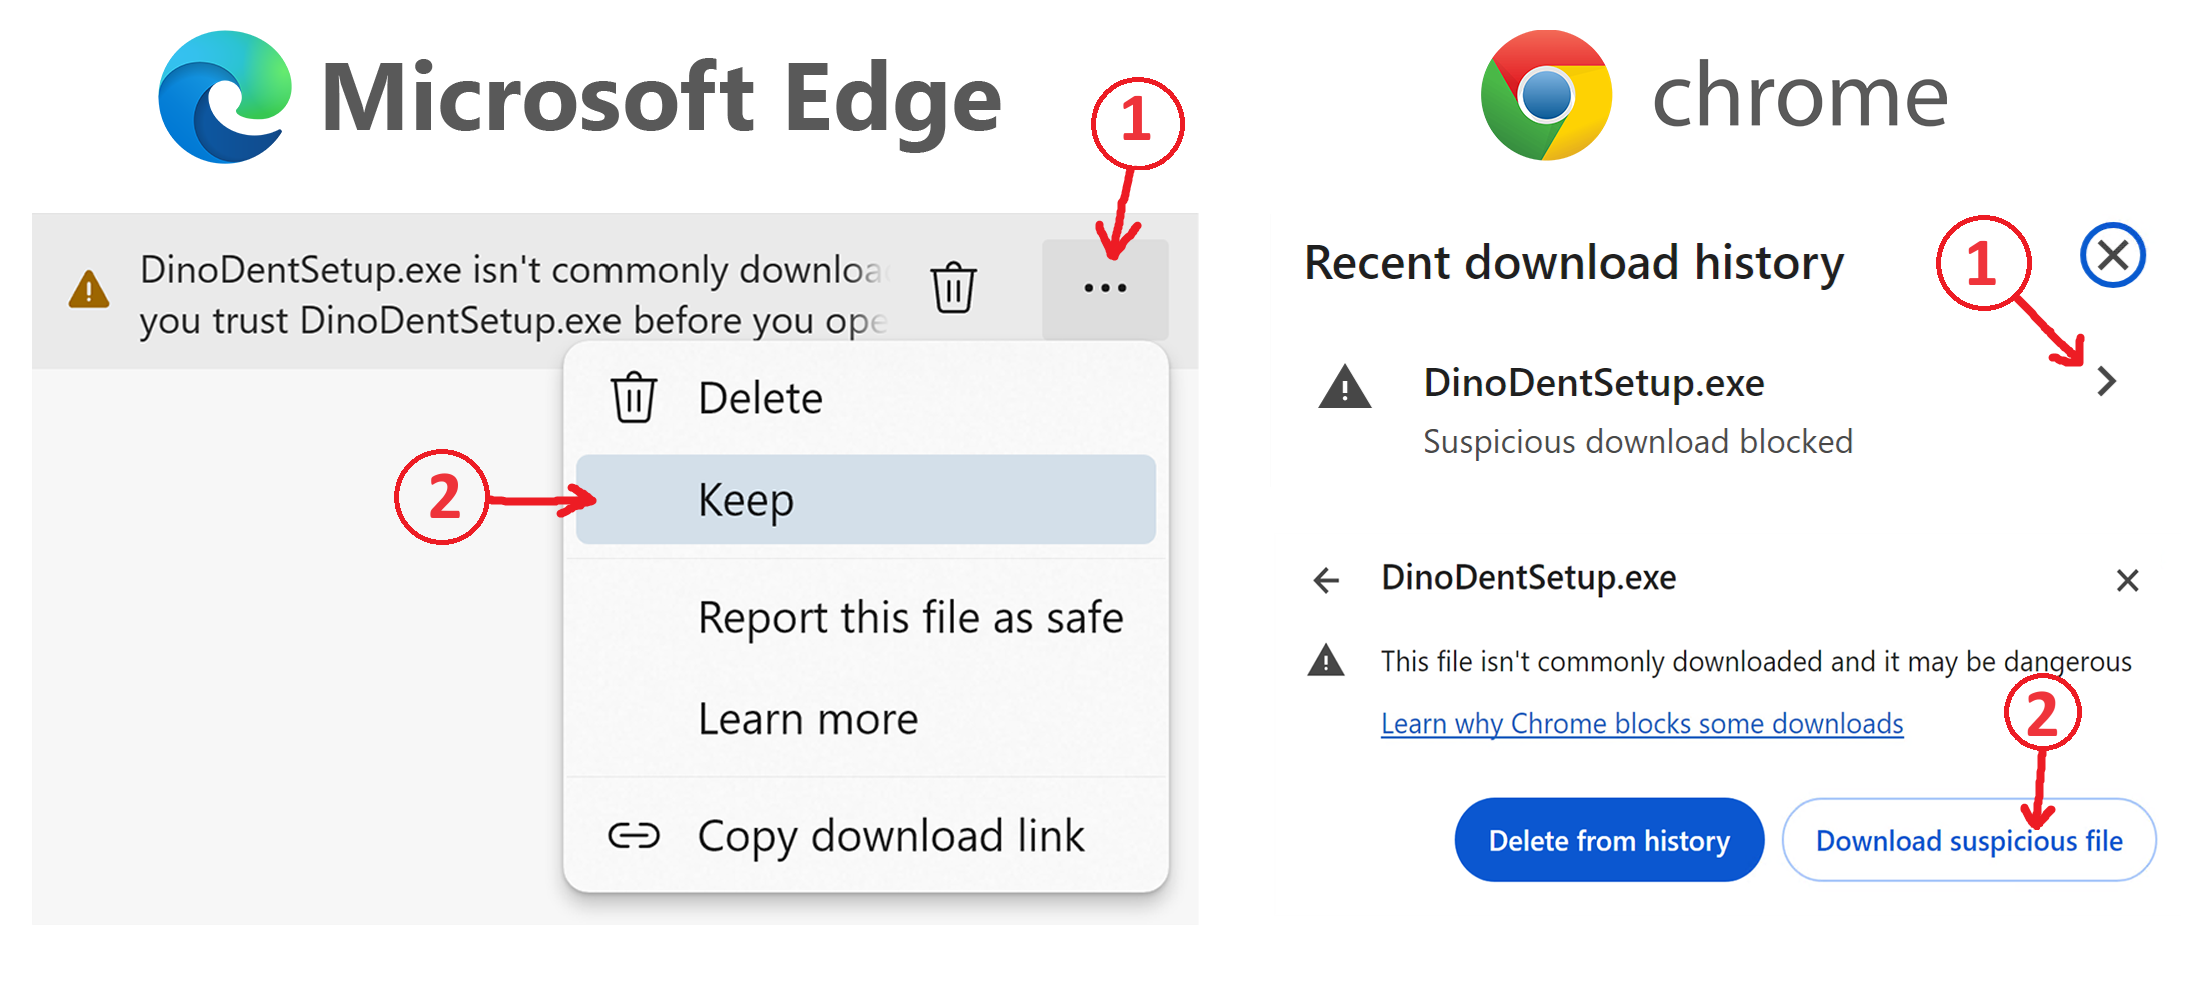 Microsoft Edge
1
DinoDentSetup.exe isn't commonly downloa
you trust DinoDentSetup.exe before you ope
...
Delete
2
Keep
Report this file as safe
Learn more
Copy download link
chrome
Recent download history
1
DinoDentSetup.exe
Suspicious download blocked
DinoDentSetup.exe
This file isn't commonly downloaded and it may be dangerous
Learn why Chrome blocks some downloads
2
Delete from history
Download suspicious file